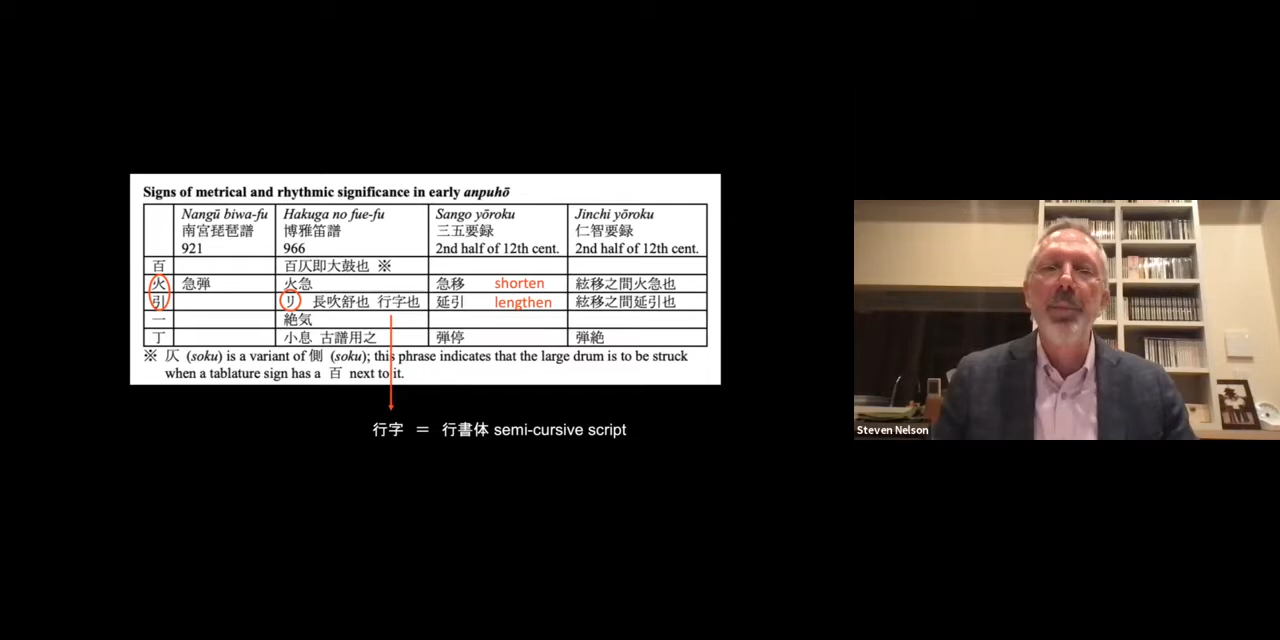 Signs of metrical and rhythmic significance in early anpuhō
Nangū biwa-fu Hakuga no fue-fu Sango yōroku Jinchi yōroku
南宮琵琶譜 博雅笛譜 三五要録 仁智要録
921 966 2nd half of 12th cent. 2nd half of 12th cent.
百 百仄即大鼓也 ※
火 急弾 火急 急移 shorten 絃移之間火急也
引 リ 長吹舒也 行字也 延引 lengthen 絃移之間延引也
一 絶気
丁 小息 古譜用之 弾停 弾絶
※ 仄 (soku) is a variant of 側 (soku); this phrase indicates that the large drum is to be struck
when a tablature sign has a 百 next to it.
行字 = 行書体 semi-cursive script
Steven Nelson